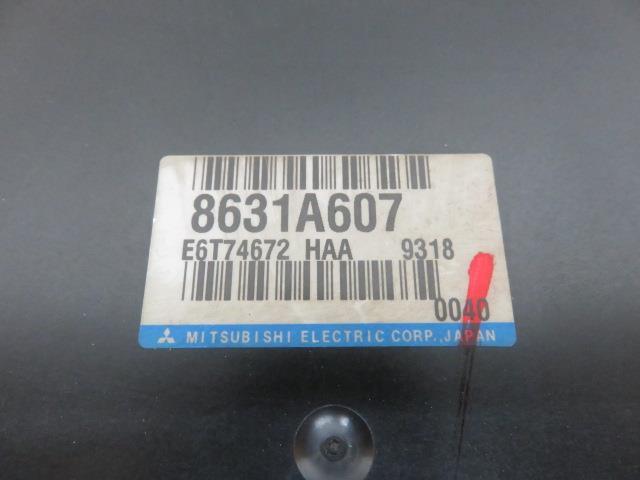 8631A607
E6T74672 HAA 9318
0040
MITSUBISHI ELECTRIC CORP., JAPAN